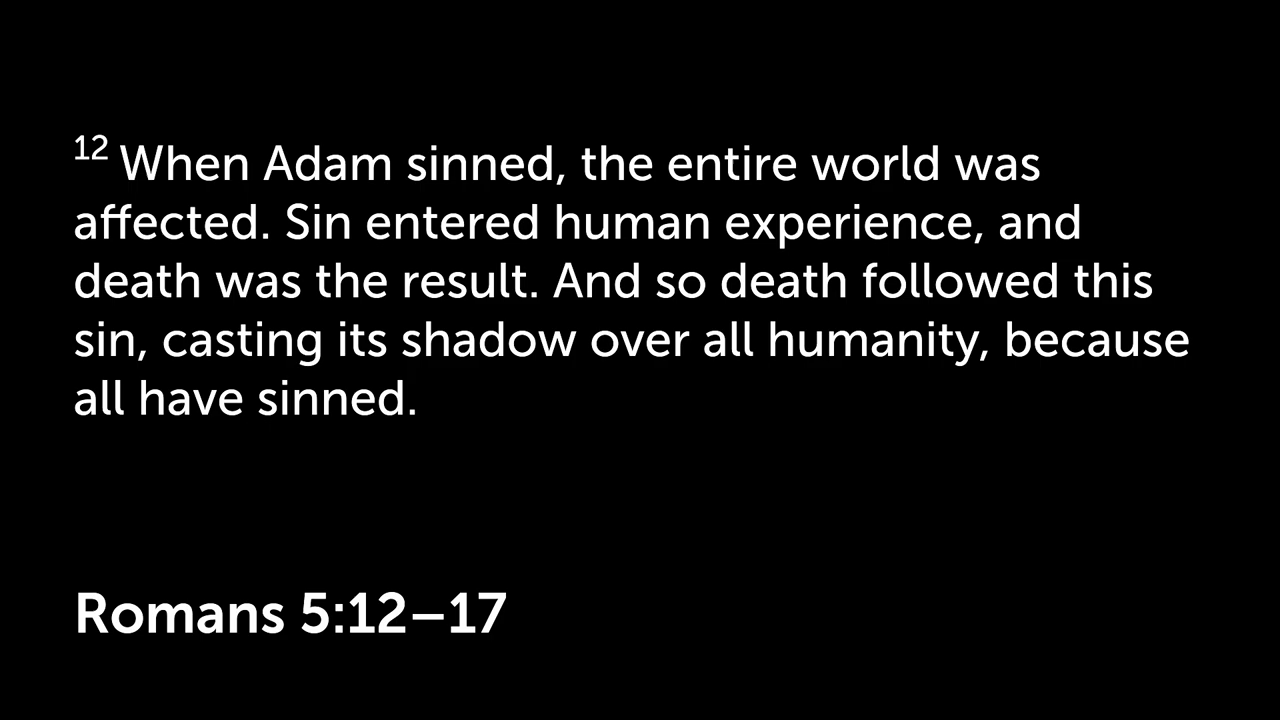 12 When Adam sinned, the entire world was
affected. Sin entered human experience, and
death was the result. And so death followed this
sin, casting its shadow over all humanity, because
all have sinned.
Romans 5:12–17